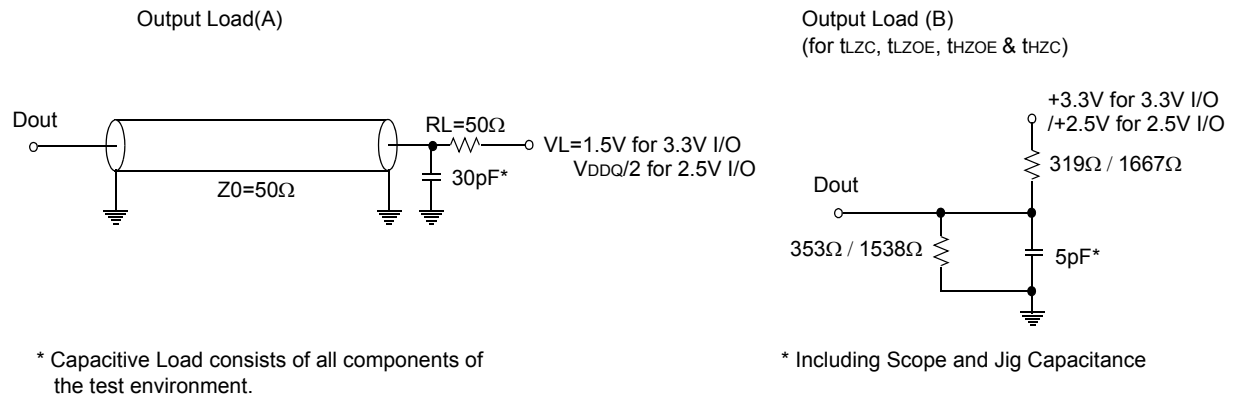 Output Load(A)
Dout
Z0=50Ω
RL=50Ω
30pF*
VL=1.5V for 3.3V I/O
VDDQ/2 for 2.5V I/O
* Capacitive Load consists of all components of
the test environment.
Output Load (B)
(for tLZC, tLZOE, tHZOE & tHZC)
+3.3V for 3.3V I/O
/+2.5V for 2.5V I/O
319Ω / 1667Ω
Dout
353Ω / 1538Ω
5pF*
* Including Scope and Jig Capacitance